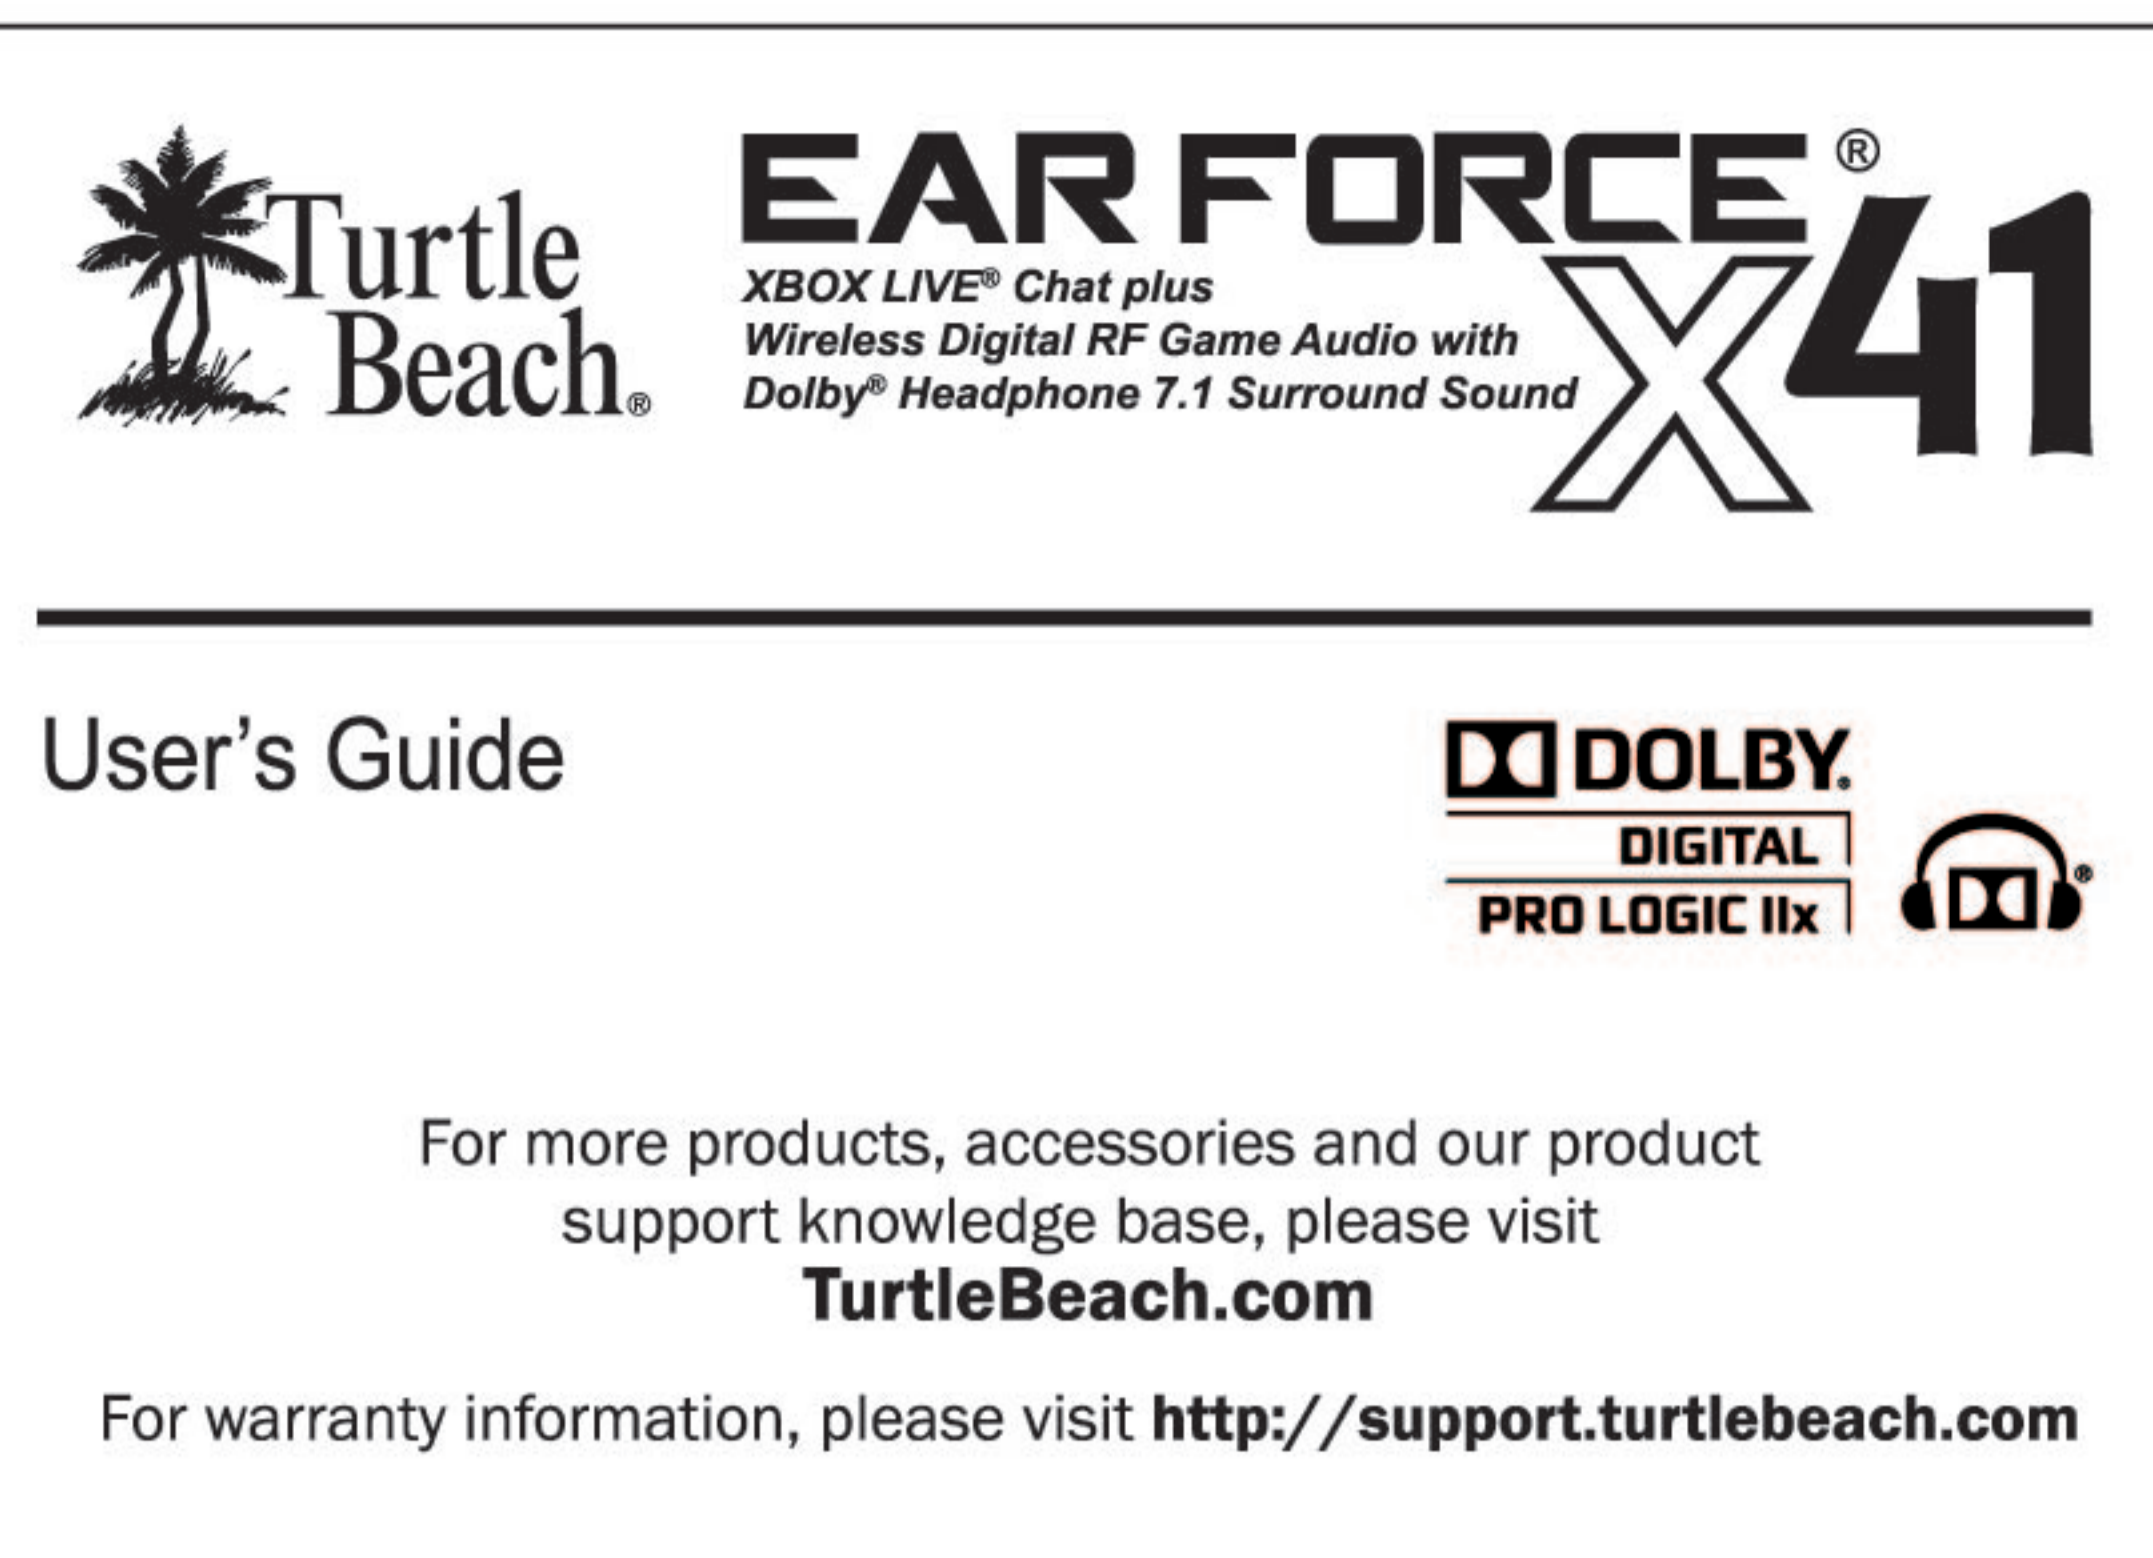 Turtle
Beach®
EAR FORCE®
X41
XBOX LIVE® Chat plus
Wireless Digital RF Game Audio with
Dolby® Headphone 7.1 Surround Sound
User’s Guide
DOLBY®
DIGITAL
PRO LOGIC IIx
®
For more products, accessories and our product
support knowledge base, please visit
TurtleBeach.com
For warranty information, please visit http://support.turtlebeach.com